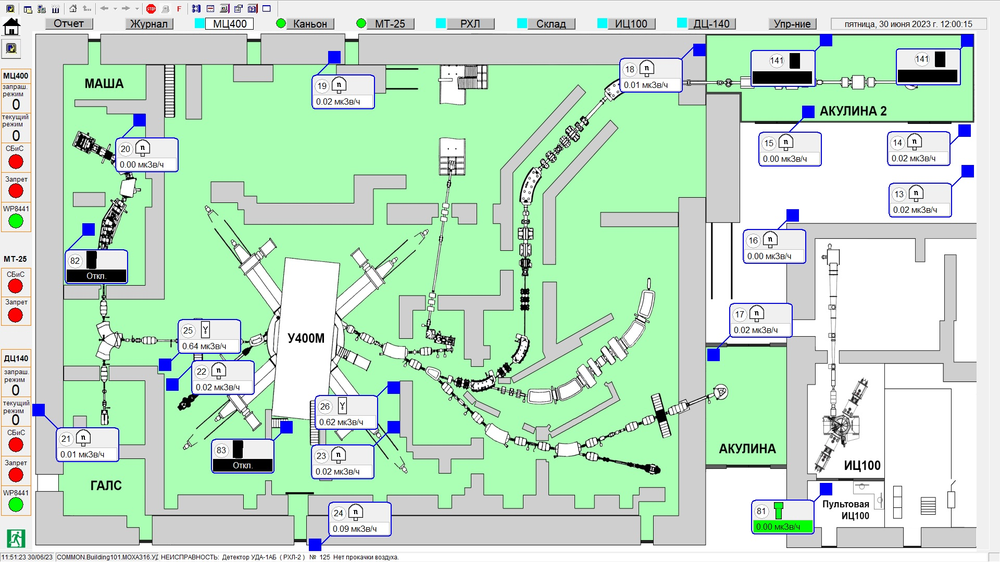 STOP
F
Отчет
Журнал
МЦ400
Каньон
МТ-25
РХЛ
Склад
ИЦ100
ДЦ-140
Упр-ние
пятница, 30 июня 2023 г. 12:00:15
МЦ400
запраш.
режим
0
текущий
режим
0
СБиС
Запрет
WP8441
МТ-25
СБиС
Запрет
ДЦ140
запраш.
режим
0
текущий
режим
0
СБиС
Запрет
WP8441
МАША
19 n
0.02 мкЗв/ч
18 n
0.01 мкЗв/ч
141
141
АКУЛИНА 2
20 n
0.00 мкЗв/ч
15 n
0.00 мкЗв/ч
14 n
0.02 мкЗв/ч
13 n
0.02 мкЗв/ч
16 n
0.00 мкЗв/ч
82
Откл.
17 n
0.02 мкЗв/ч
25 γ
0.64 мкЗв/ч
У400М
22 n
0.02 мкЗв/ч
26 γ
0.62 мкЗв/ч
21 n
0.01 мкЗв/ч
83
Откл.
23 n
0.02 мкЗв/ч
АКУЛИНА
ИЦ100
ГАЛС
24 n
0.09 мкЗв/ч
81
0.00 мкЗв/ч
Пультовая
ИЦ100
11:51:23 30/06/23 COMMON.Building101.MOXA316.УД НЕИСПРАВНОСТЬ: Детектор УДА-1АБ ( РХЛ-2 ) № 125 Нет прокачки воздуха.